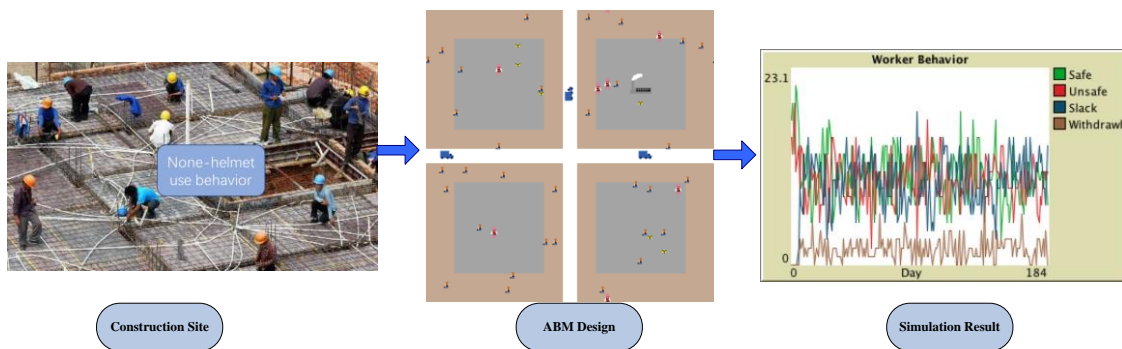 None-helmet
use behavior
Worker Behavior
23.1
0
0
Day
184
Safe
Unsafe
Slack
Withdrawl
Construction Site
ABM Design
Simulation Result